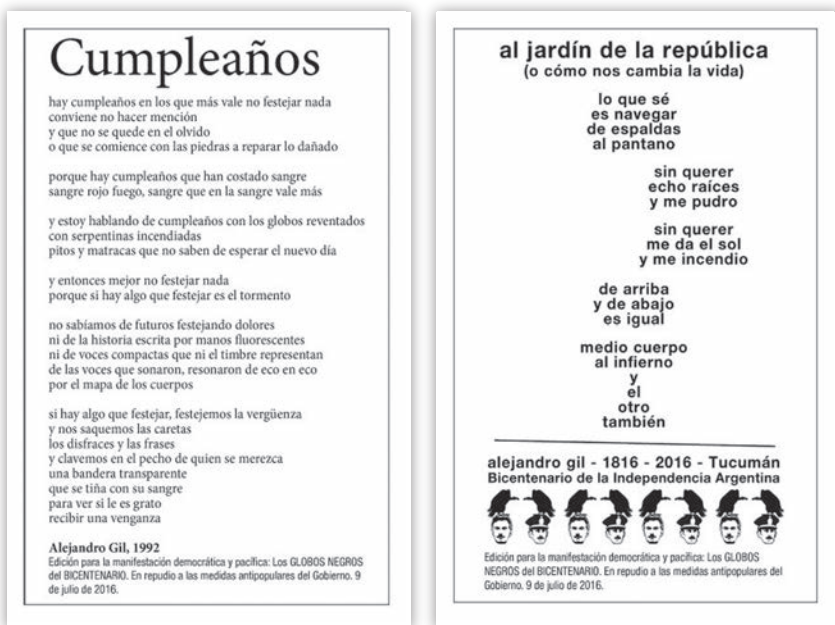 Cumpleaños
hay cumpleaños en los que más vale no festejar nada
conviene no hacer mención
y que no se quede en el olvido
o que se comience con las piedras a reparar lo dañado
porque hay cumpleaños que han costado sangre
sangre rojo fuego, sangre que en la sangre vale más
y estoy hablando de cumpleaños con los globos reventados
con serpentinas incendiadas
pitos y matracas que no saben de esperar el nuevo día
y entonces mejor no festejar nada
porque si hay algo que festejar es el tormento
no sabíamos de futuros festejando dolores
ni de la historia escrita por manos fluorescentes
ni de voces compactas que ni el timbre representan
de las voces que sonaron, resonaron de eco en eco
por el mapa de los cuerpos
si hay algo que festejar, festejemos la vergüenza
y nos saquemos las caretas
los disfraces y las frases
y clavemos en el pecho de quien se merezca
una bandera transparente
que se tiña con su sangre
para ver si le es grato
recibir una venganza
Alejandro Gil, 1992
Edición para la manifestación democrática y pacífica: Los GLOBOS NEGROS
del BICENTENARIO. En repudio a las medidas antipopulares del Gobierno. 9
de julio de 2016.
al jardín de la república
(o cómo nos cambia la vida)
lo que sé
es navegar
de espaldas
al pantano
sin querer
echo raíces
y me pudro
sin querer
me da el sol
y me incendio
de arriba
y de abajo
es igual
medio cuerpo
al infierno
y
el
otro
también
alejandro gil - 1816 - 2016 - Tucumán
Bicentenario de la Independencia Argentina
Edición para la manifestación democrática y pacífica: Los GLOBOS
NEGROS del BICENTENARIO. En repudio a las medidas antipopulares del
Gobierno. 9 de julio de 2016.